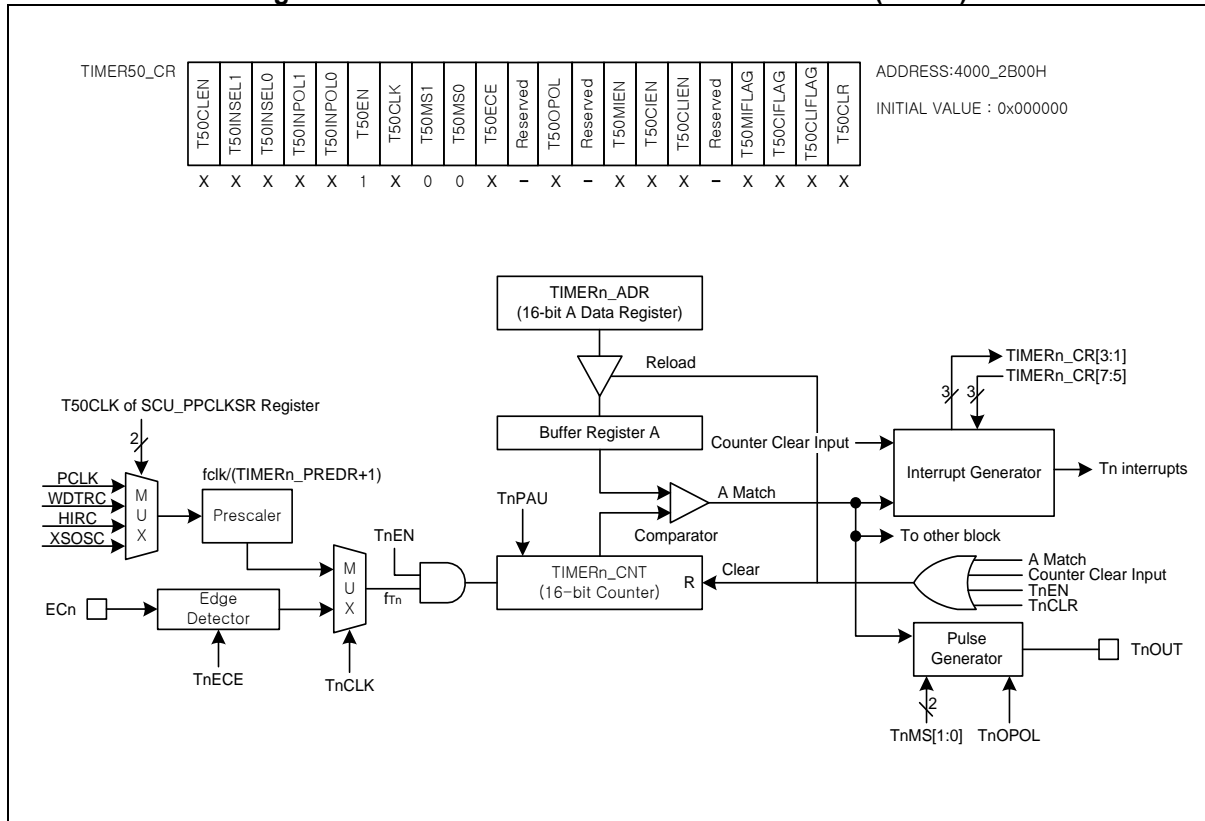 TIMER50_CR
T50CLEN
T50INSEL1
T50INSEL0
T50INPOL1
T50INPOL0
T50EN
T50CLK
T50MS1
T50MS0
T50ECE
Reserved
T50OPOL
Reserved
T50MIEN
T50CIEN
T50CLIEN
Reserved
T50MIFLAG
T50CIFLAG
T50CLIFLAG
T50CLR
ADDRESS:4000_2B00H
INITIAL VALUE : 0x000000
X X X X X 1 X 0 0 X - X - X X X - X X X X
TIMERn_ADR
(16-bit A Data Register)
Reload
TIMERn_CR[3:1]
TIMERn_CR[7:5]
3 3
T50CLK of SCU_PPCLKSR Register
2
Buffer Register A
Counter Clear Input
Interrupt Generator
Tn interrupts
PCLK
WDTRC
HIRC
XSOSC
MUX
fclk/(TIMERn_PREDR+1)
Prescaler
TnPAU
A Match
Comparator
To other block
TnEN
MUX
fTn
TIMERn_CNT
(16-bit Counter)
R
Clear
A Match
Counter Clear Input
TnEN
TnCLR
ECn
Edge
Detector
TnECE
TnCLK
Pulse
Generator
TnOUT
2
TnMS[1:0]
TnOPOL